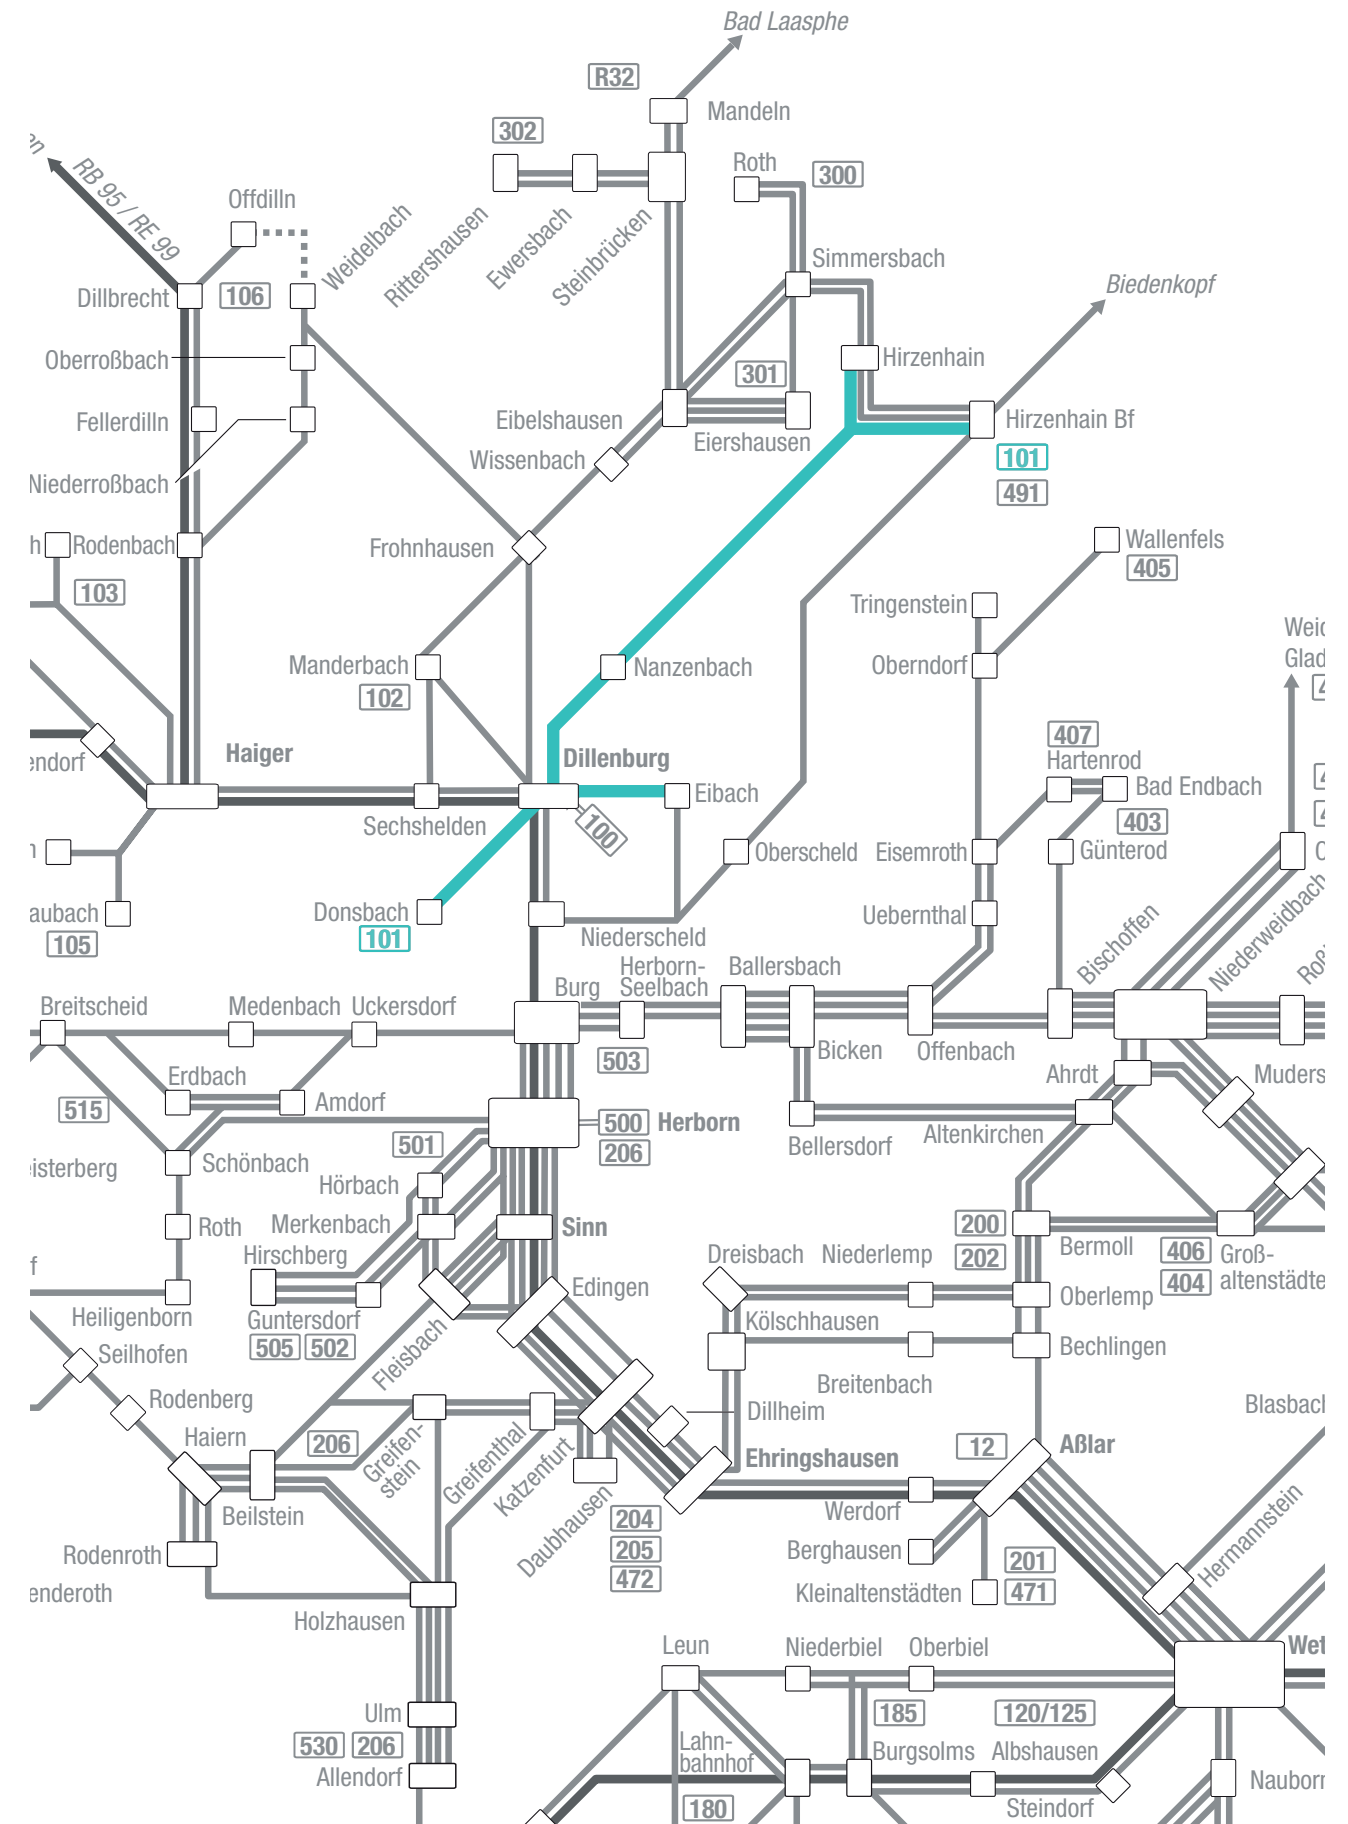 Bad Laasphe
R32
Mandeln
302
Roth
300
RB 95 / RE 99
Offdilln
Weidelbach
Rittershausen
Ewersbach
Steinbrücken
Simmersbach
Biedenkopf
Dillbrecht
106
Oberroßbach
Hirzenhain
301
Fellerdilln
Eibelshausen
Eiershausen
Hirzenhain Bf
Wissenbach
101
491
Niederroßbach
Rodenbach
Frohnhausen
Wallenfels
405
103
Tringenstein
Manderbach
102
Nanzenbach
Oberndorf
Haiger
Dillenburg
407
Hartenrod
Bad Endbach
403
Eibach
Sechshelden
100
Oberscheld
Eisemroth
Günterod
Donsbach
101
105
Niederscheld
Uebernthal
Bischoffen
Niederweidbach
Breitscheid
Medenbach
Uckersdorf
Burg
Herborn-
Seelbach
Ballersbach
503
Bicken
Offenbach
Ahrdt
Erdbach
Amdorf
515
500
Herborn
206
501
Bellersdorf
Altenkirchen
Schönbach
Hörbach
Roth
Merkenbach
Sinn
200
202
Bermoll
406
404
Groß-
Hirschberg
Dreisbach
Niederlemp
Edingen
Oberlemp
Heiligenborn
Guntersdorf
505
502
Kölschhausen
Bechlingen
Seilhofen
Fleisbach
Breitenbach
Rodenberg
Dillheim
Haiern
206
Greifen-
stein
Greifenthal
Katzenfurt
Daubhausen
Ehringshausen
12
Aßlar
Beilstein
204
205
472
Werdorf
Berghausen
201
471
Kleinaltenstädten
Hermannstein
Rodenroth
Holzhausen
Leun
Niederbiel
Oberbiel
Ulm
530
206
Allendorf
185
120/125
Lahn-
bahnhof
Burgsolms
Albshausen
180
Steindorf